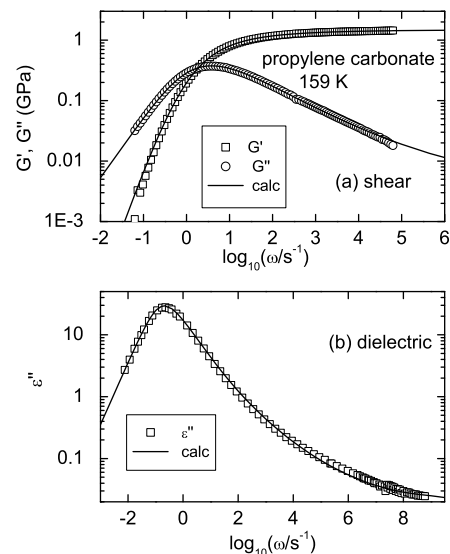 1
0.1
0.01
1E-3
G', G'' (GPa)
propylene carbonate
159 K
G'
G''
calc
(a) shear
-2 -1 0 1 2 3 4 5 6
log₁₀(ω/s⁻¹)
10
1
0.1
ε''
(b) dielectric
ε''
calc
-2 0 2 4 6 8
log₁₀(ω/s⁻¹)